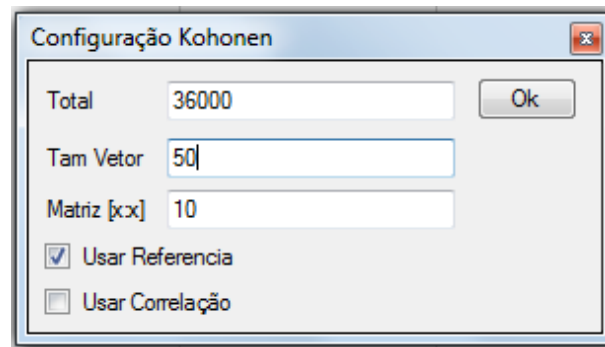 Configuração Kohonen
Total 36000 Ok
Tam Vetor 50
Matriz [x:x] 10
Usar Referencia
Usar Correlação